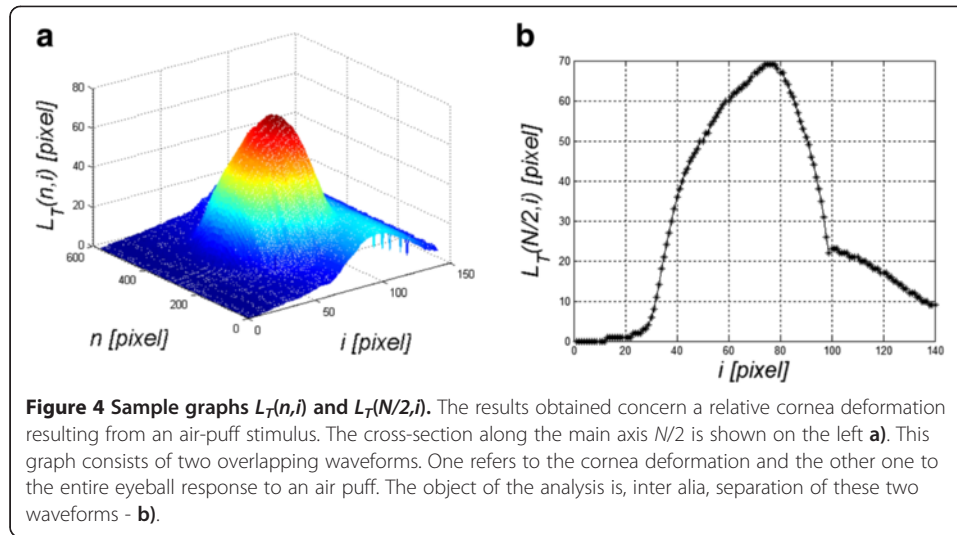 a
b
80
60
40
20
0
L_T(n,i) [pixel]
600
400
200
0
n [pixel]
0
50
100
150
i [pixel]
70
60
50
40
30
20
10
0
L_T(N/2,i) [pixel]
0
20
40
60
80
100
120
140
i [pixel]
Figure 4 Sample graphs L_T(n,i) and L_T(N/2,i). The results obtained concern a relative cornea deformation
resulting from an air-puff stimulus. The cross-section along the main axis N/2 is shown on the left a). This
graph consists of two overlapping waveforms. One refers to the cornea deformation and the other one to
the entire eyeball response to an air puff. The object of the analysis is, inter alia, separation of these two
waveforms - b).